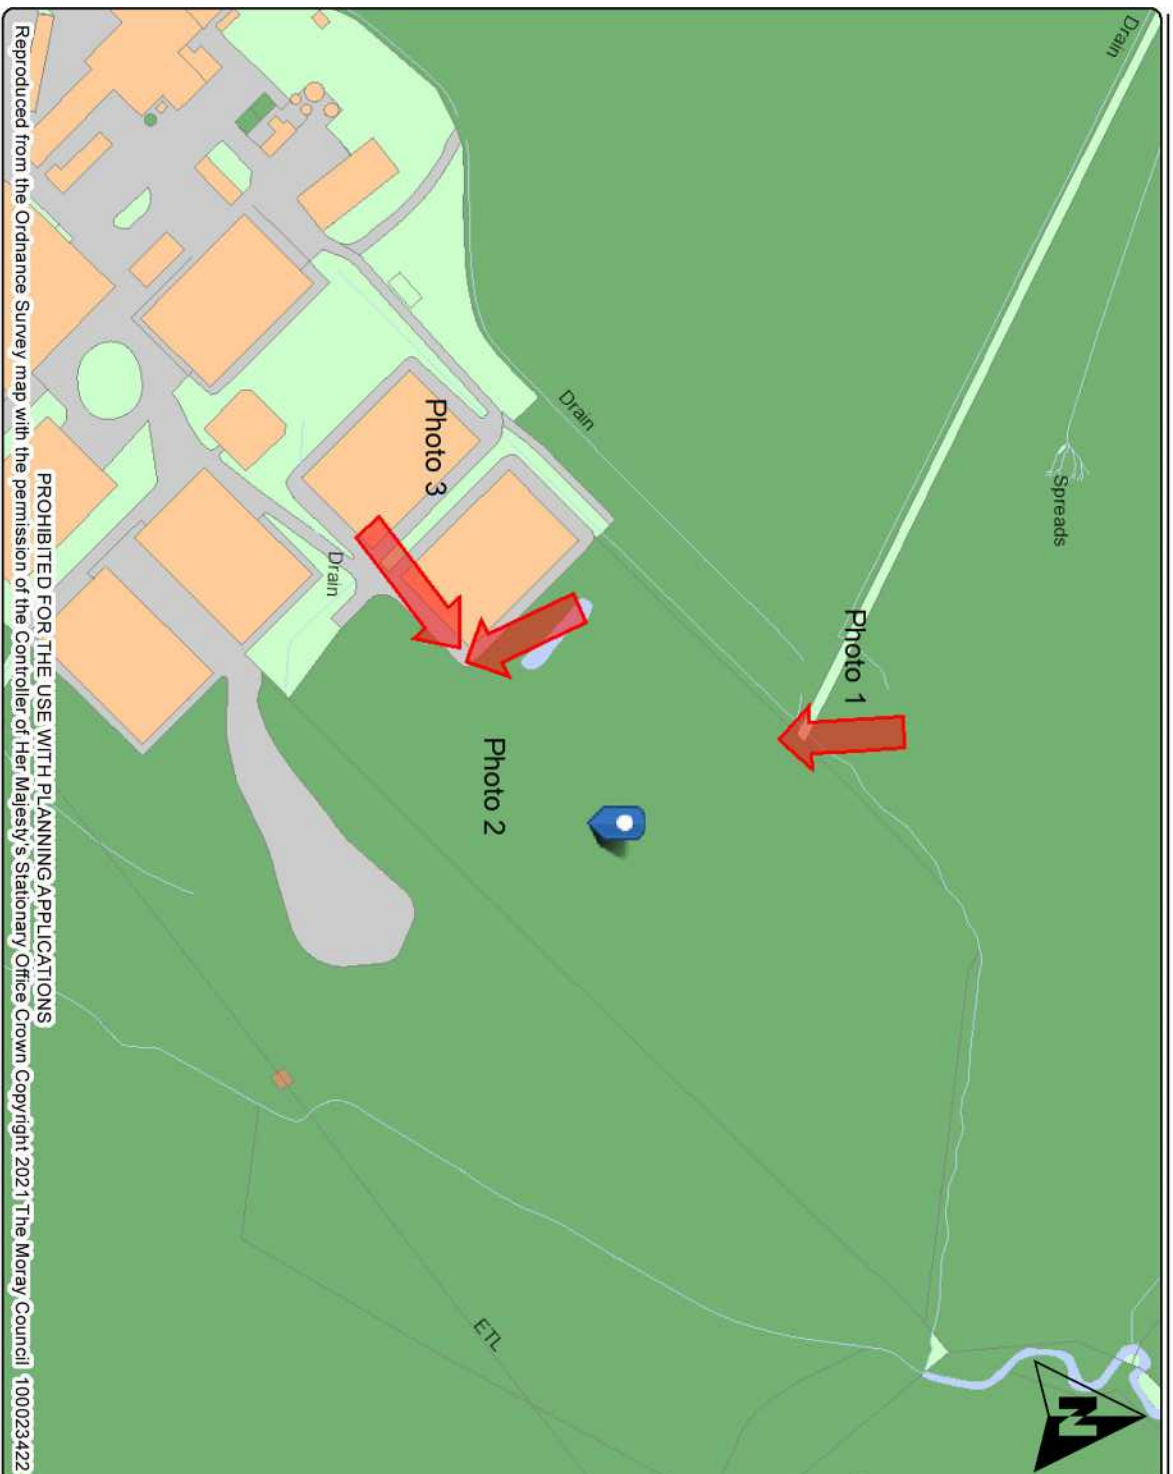 Drain
Spreads
Photo 1
Drain
Photo 3
Drain
Photo 2
ETL
N
PROHIBITED FOR THE USE WITH PLANNING APPLICATIONS
Reproduced from the Ordnance Survey map with the permission of the Controller of Her Majesty's Stationary Office Crown Copyright 2021 The Moray Council 100023422